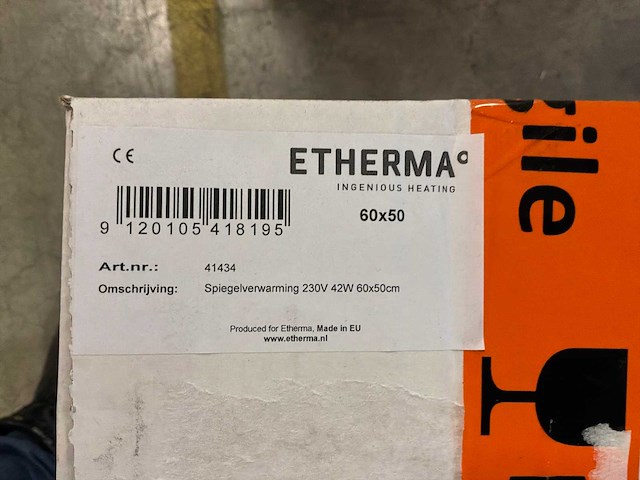 CE
ETHERMA°
INGENIOUS HEATING
60x50
9 120105 418195
Art.nr.: 41434
Omschrijving: Spiegelverwarming 230V 42W 60x50cm
Produced for Etherma, Made in EU
www.etherma.nl
gile